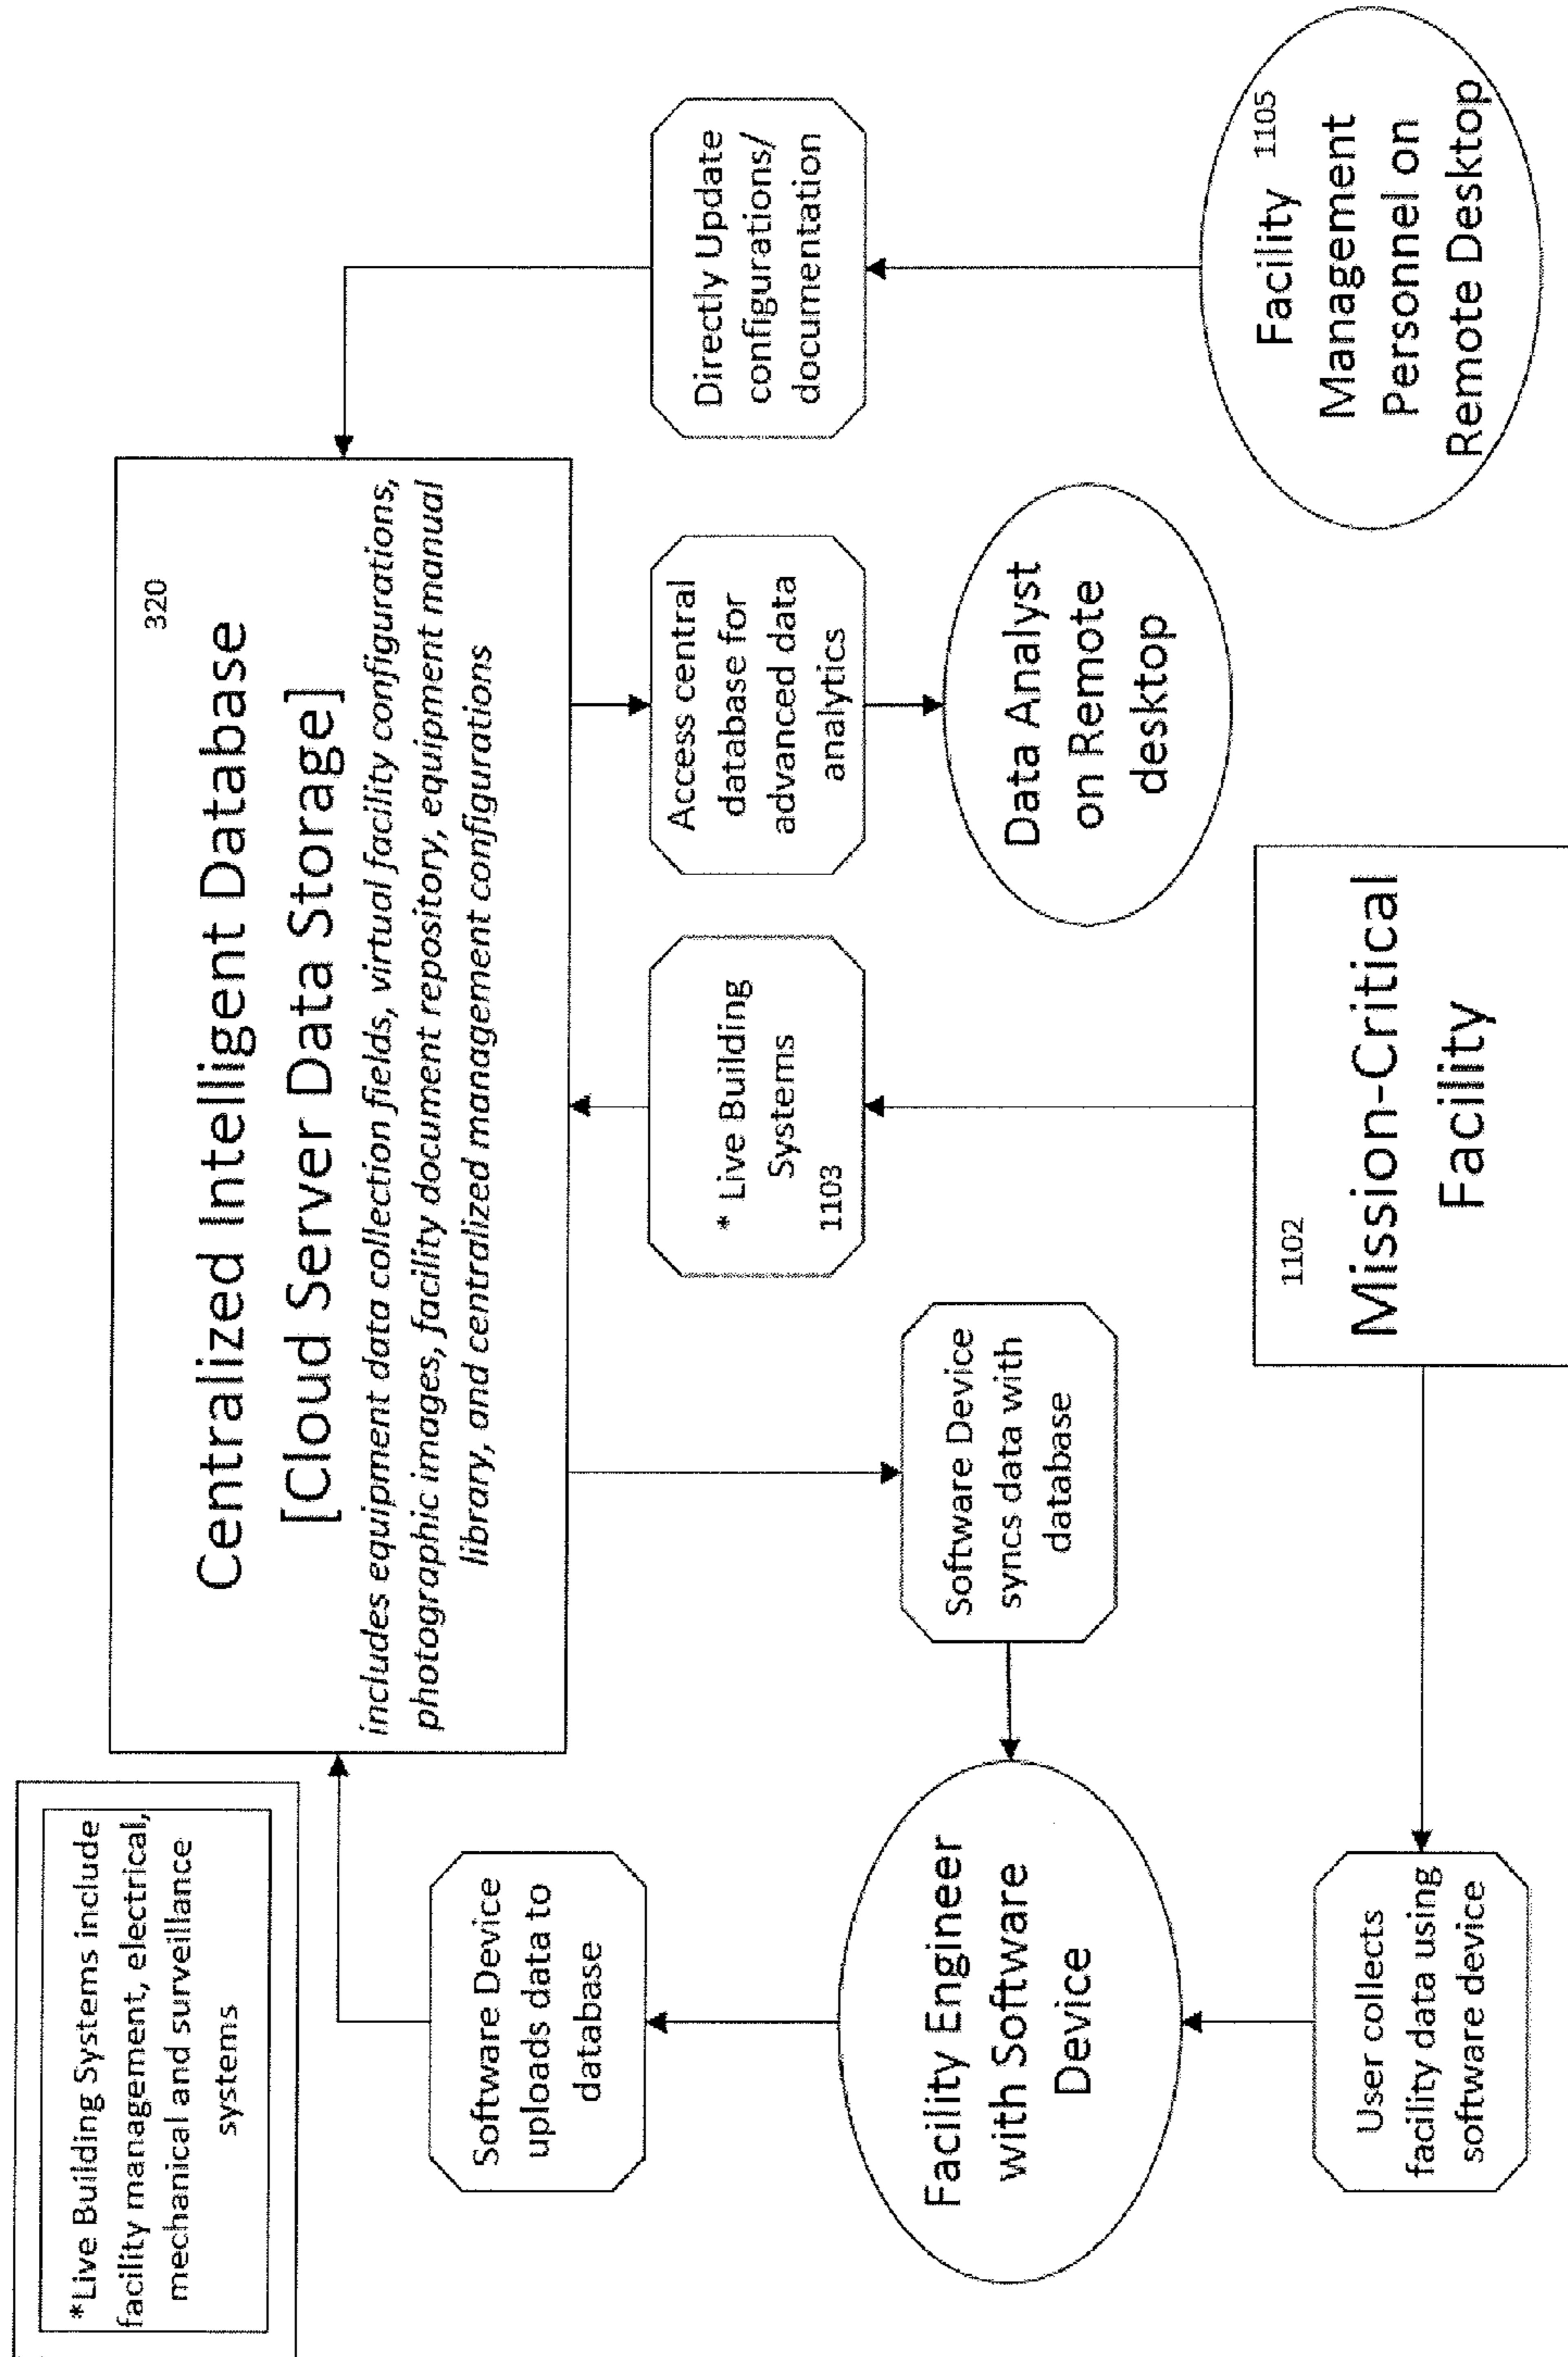 *Live Building Systems include
facility management, electrical,
mechanical and surveillance
systems
320
Centralized Intelligent Database
[Cloud Server Data Storage]
includes equipment data collection fields, virtual facility configurations,
photographic images, facility document repository, equipment manual
library, and centralized management configurations
Software Device
uploads data to
database
* Live Building
Systems
1103
Access central
database for
advanced data
analytics
Directly Update
configurations/
documentation
Facility Engineer
with Software
Device
Software Device
syncs data with
database
Data Analyst
on Remote
desktop
User collects
facility data using
software device
1102
Mission-Critical
Facility
Facility 1105
Management
Personnel on
Remote Desktop